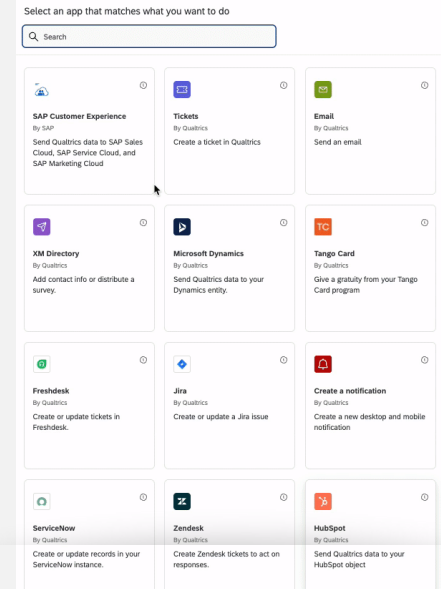 Select an app that matches what you want to do
Search
SAP Customer Experience
By SAP
Send Qualtrics data to SAP Sales
Cloud, SAP Service Cloud, and
SAP Marketing Cloud
Tickets
By Qualtrics
Create a ticket in Qualtrics
Email
By Qualtrics
Send an email
XM Directory
By Qualtrics
Add contact info or distribute a
survey.
Microsoft Dynamics
By Qualtrics
Send Qualtrics data to your
Dynamics entity.
TC
Tango Card
By Qualtrics
Give a gratuity from your Tango
Card program
Freshdesk
By Qualtrics
Create or update tickets in
Freshdesk.
Jira
By Qualtrics
Create or update a Jira issue
Create a notification
By Qualtrics
Create a new desktop and mobile
notification
ServiceNow
By Qualtrics
Create or update records in your
ServiceNow instance.
Zendesk
By Qualtrics
Create Zendesk tickets to act on
responses.
HubSpot
By Qualtrics
Send Qualtrics data to your
HubSpot object